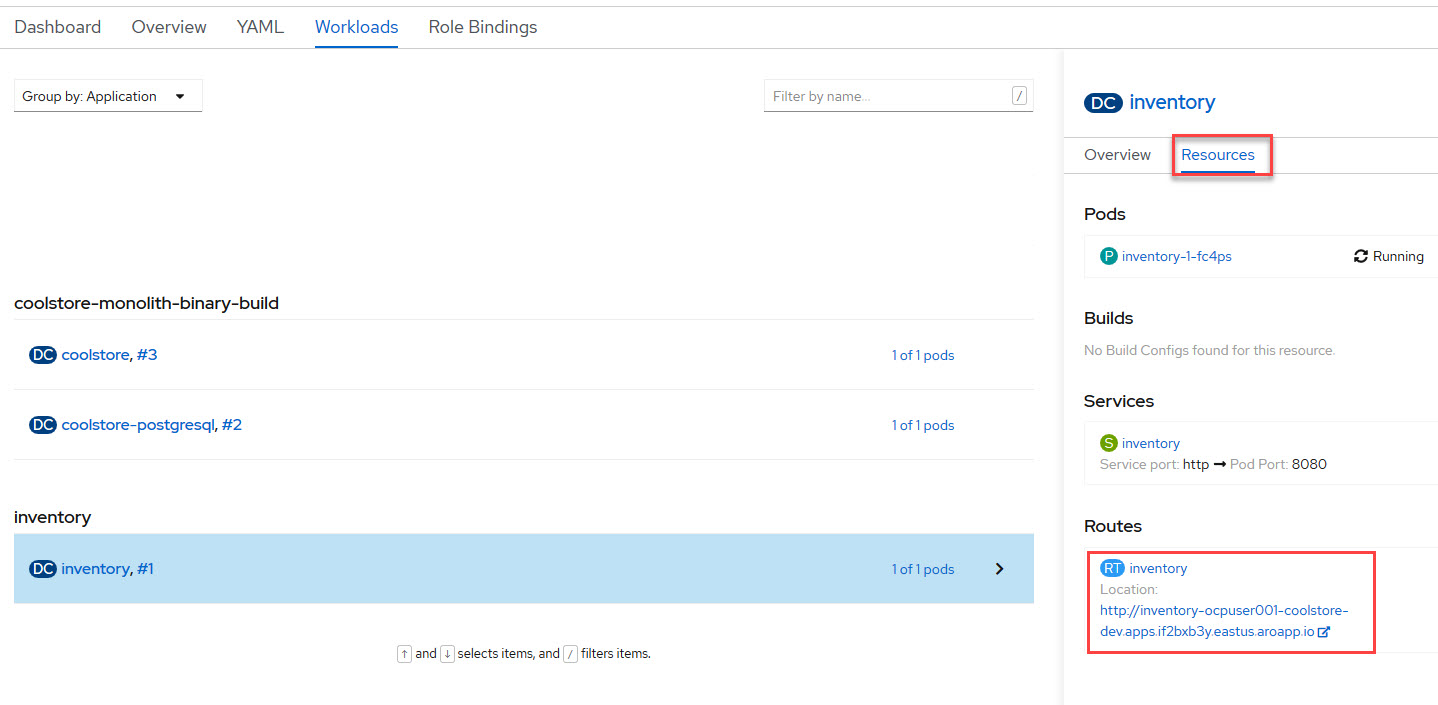 Dashboard Overview YAML Workloads Role Bindings
Group by: Application
Filter by name... /
coolstore-monolith-binary-build
DC coolstore, #3 1 of 1 pods
DC coolstore-postgresql, #2 1 of 1 pods
inventory
DC inventory, #1 1 of 1 pods
↑ and ↓ selects items, and / filters items.
DC inventory
Overview Resources
Pods
P inventory-1-fc4ps Running
Builds
No Build Configs found for this resource.
Services
S inventory
Service port: http → Pod Port: 8080
Routes
RT inventory
Location:
http://inventory-ocpuser001-coolstore-
dev.apps.if2bxb3y.eastus.aroapp.io